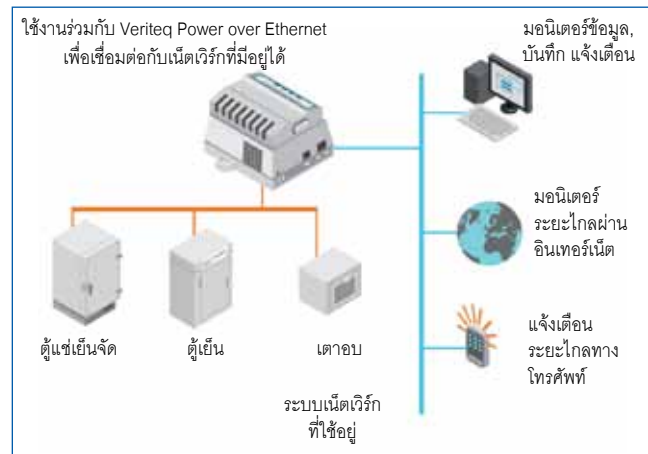 ใช้งานร่วมกับ Veriteq Power over Ethernet
เพื่อเชื่อมต่อกับเน็ตเวิร์กที่มีอยู่ได้
มอนิเตอร์ข้อมูล,
บันทึก แจ้งเตือน
มอนิเตอร์
ระยะไกลผ่าน
อินเทอร์เน็ต
ตู้แช่เย็นจัด
ตู้เย็น
เตาอบ
แจ้งเตือน
ระยะไกลทาง
โทรศัพท์
ระบบเน็ตเวิร์ก
ที่ใช้อยู่